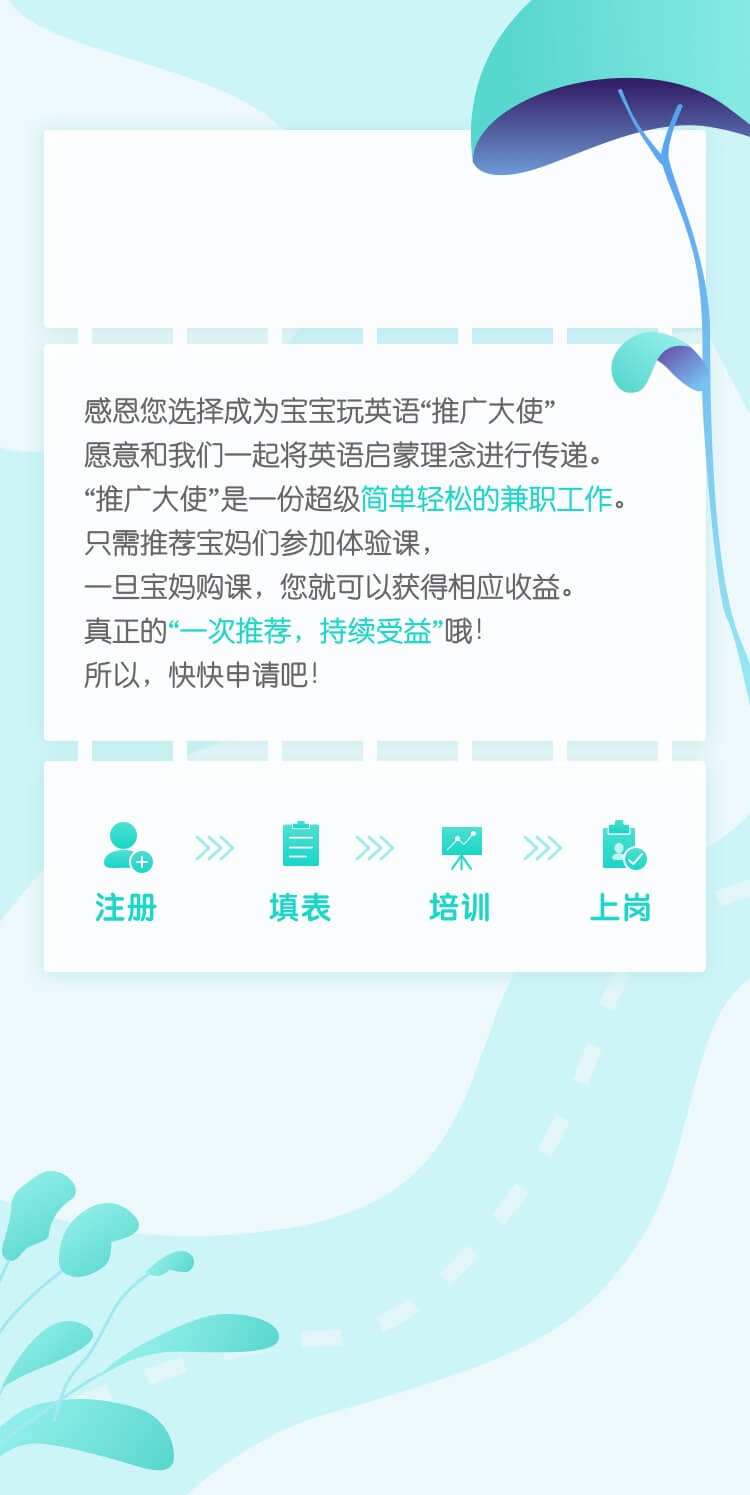 感恩您选择成为宝宝玩英语“推广大使”
愿意和我们一起将英语启蒙理念进行传递。
“推广大使”是一份超级简单轻松的兼职工作。
只需推荐宝妈们参加体验课，
一旦宝妈购课，您就可以获得相应收益。
真正的“一次推荐，持续受益”哦！
所以，快快申请吧！
注册
填表
培训
上岗